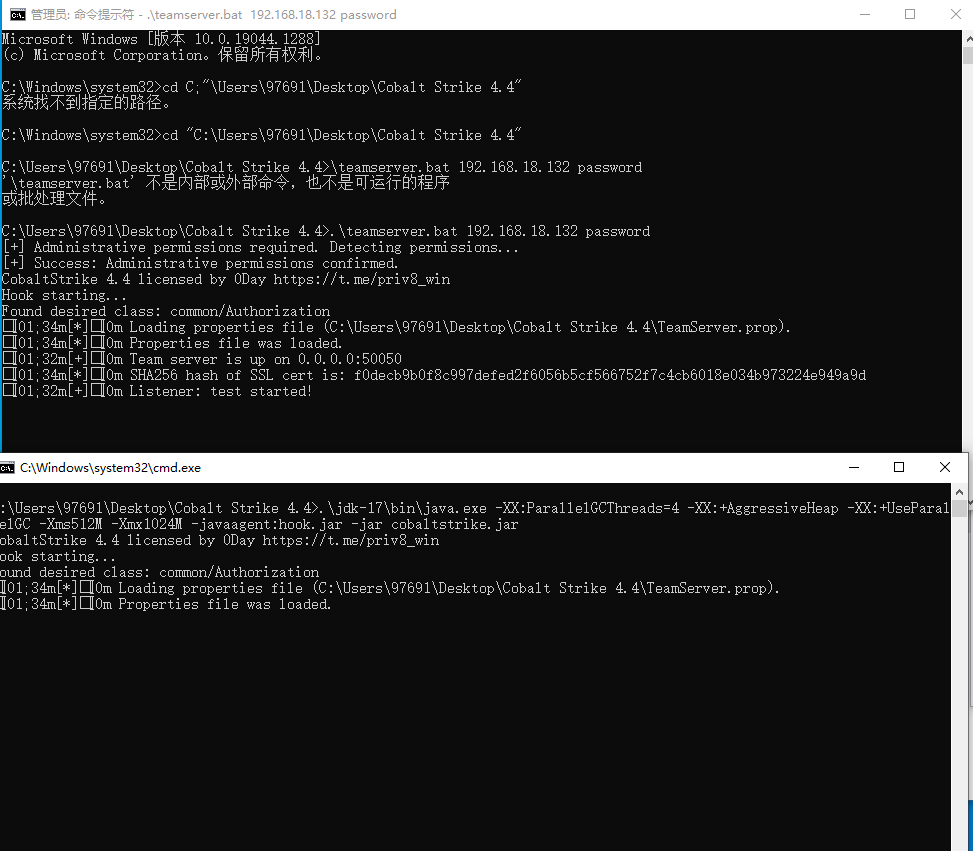 管理员: 命令提示符 - .\teamserver.bat 192.168.18.132 password
Microsoft Windows [版本 10.0.19044.1288]
(c) Microsoft Corporation。保留所有权利。
C:\Windows\system32>cd C;"\Users\97691\Desktop\Cobalt Strike 4.4"
系统找不到指定的路径。
C:\Windows\system32>cd "C:\Users\97691\Desktop\Cobalt Strike 4.4"
C:\Users\97691\Desktop\Cobalt Strike 4.4>\teamserver.bat 192.168.18.132 password
'\teamserver.bat' 不是内部或外部命令，也不是可运行的程序
或批处理文件。
C:\Users\97691\Desktop\Cobalt Strike 4.4>.\teamserver.bat 192.168.18.132 password
[+] Administrative permissions required. Detecting permissions...
[+] Success: Administrative permissions confirmed.
CobaltStrike 4.4 licensed by 0Day https://t.me/priv8_win
Hook starting...
Found desired class: common/Authorization
□[01;34m[*]□[0m Loading properties file (C:\Users\97691\Desktop\Cobalt Strike 4.4\TeamServer.prop).
□[01;34m[*]□[0m Properties file was loaded.
□[01;32m[+]□[0m Team server is up on 0.0.0.0:50050
□[01;34m[*]□[0m SHA256 hash of SSL cert is: f0decb9b0f8c997defed2f6056b5cf566752f7c4cb6018e034b973224e949a9d
□[01;32m[+]□[0m Listener: test started!
C:\Windows\system32\cmd.exe
:\Users\97691\Desktop\Cobalt Strike 4.4>.\jdk-17\bin\java.exe -XX:ParallelGCThreads=4 -XX:+AggressiveHeap -XX:+UseParal
elGC -Xms512M -Xmx1024M -javaagent:hook.jar -jar cobaltstrike.jar
obaltStrike 4.4 licensed by 0Day https://t.me/priv8_win
ook starting...
ound desired class: common/Authorization
□[01;34m[*]□[0m Loading properties file (C:\Users\97691\Desktop\Cobalt Strike 4.4\TeamServer.prop).
□[01;34m[*]□[0m Properties file was loaded.